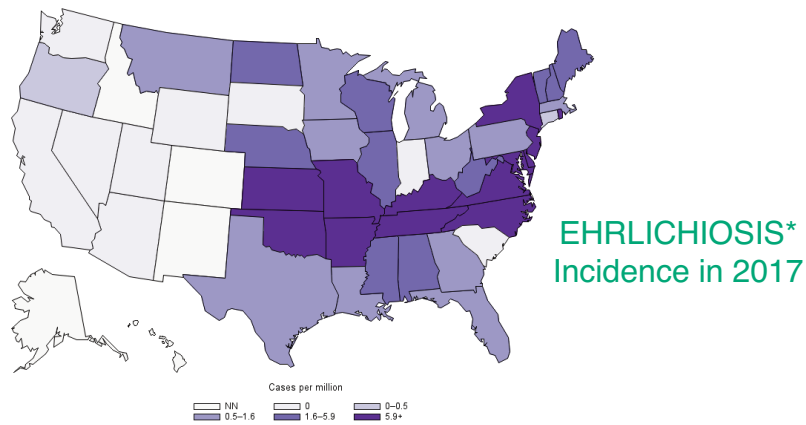 EHRLICHIOSIS*
Incidence in 2017
Cases per million
NN 0 0–0.5
0.5–1.6 1.6–5.9 5.9+